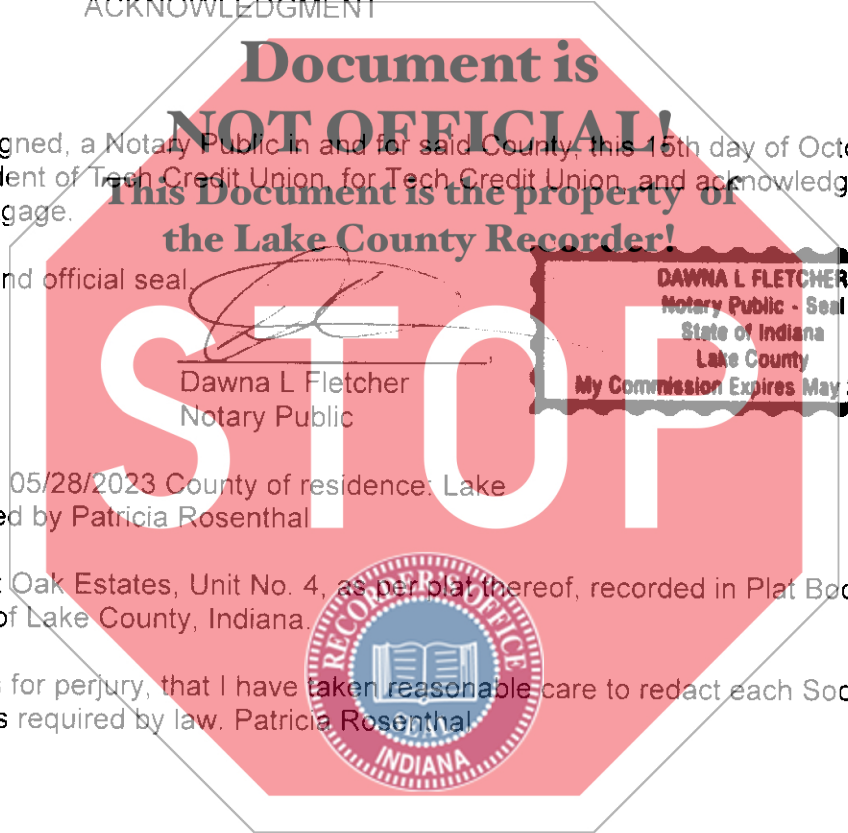 ACKNOWLEDGMENT
Document is
NOT OFFICIAL!
gned, a Notary Public in and for said County, this 15th day of Octo
dent of Tech Credit Union, for Tech Credit Union, and acknowledg
This Document is the property of
gage.
the Lake County Recorder!
nd official seal.
DAWNA L FLETCHER
Notary Public - Seal
State of Indiana
Lake County
My Commission Expires May
Dawna L Fletcher
Notary Public
STOP
05/28/2023 County of residence: Lake
ed by Patricia Rosenthal
t Oak Estates, Unit No. 4, as per plat thereof, recorded in Plat Boo
of Lake County, Indiana.
s for perjury, that I have taken reasonable care to redact each Soc
s required by law. Patricia Rosenthal
RECORDER'S OFFICE
SEAL
INDIANA